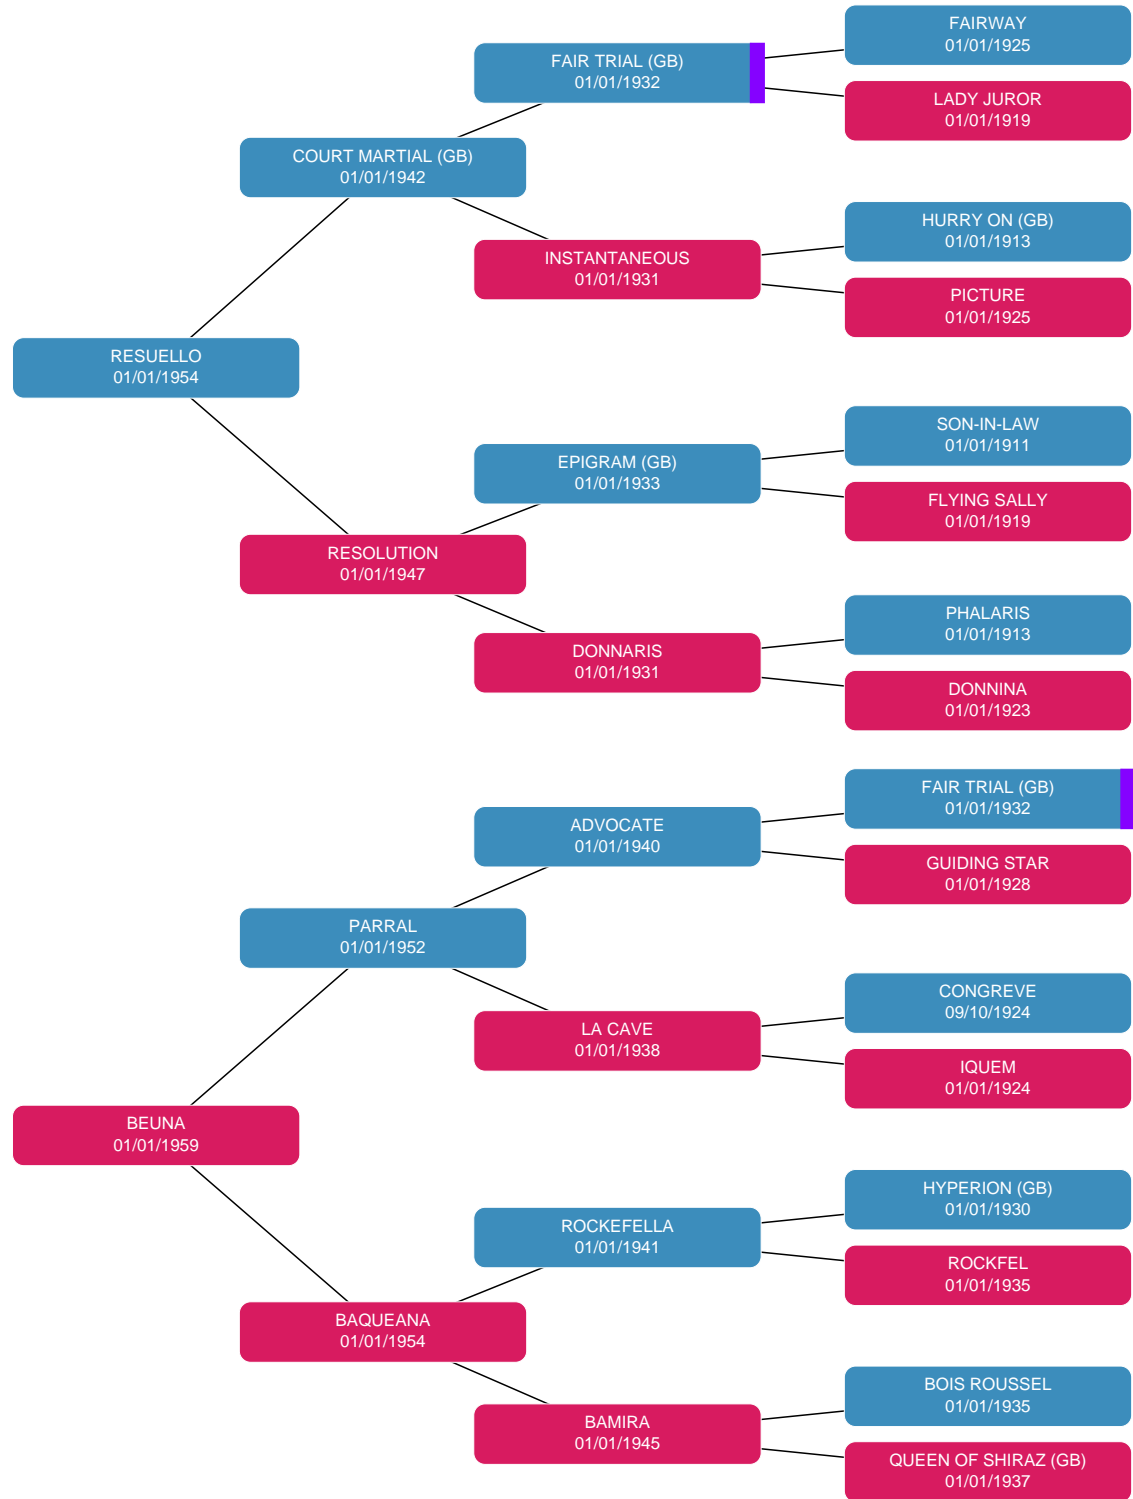 FAIRWAY
01/01/1925
FAIR TRIAL (GB)
01/01/1932
LADY JUROR
01/01/1919
COURT MARTIAL (GB)
01/01/1942
HURRY ON (GB)
01/01/1913
INSTANTANEOUS
01/01/1931
PICTURE
01/01/1925
RESUELLO
01/01/1954
SON-IN-LAW
01/01/1911
EPIGRAM (GB)
01/01/1933
FLYING SALLY
01/01/1919
RESOLUTION
01/01/1947
PHALARIS
01/01/1913
DONNARIS
01/01/1931
DONNINA
01/01/1923
FAIR TRIAL (GB)
01/01/1932
ADVOCATE
01/01/1940
GUIDING STAR
01/01/1928
PARRAL
01/01/1952
CONGREVE
09/10/1924
LA CAVE
01/01/1938
IQUEM
01/01/1924
BEUNA
01/01/1959
HYPERION (GB)
01/01/1930
ROCKEFELLA
01/01/1941
ROCKFEL
01/01/1935
BAQUEANA
01/01/1954
BOIS ROUSSEL
01/01/1935
BAMIRA
01/01/1945
QUEEN OF SHIRAZ (GB)
01/01/1937